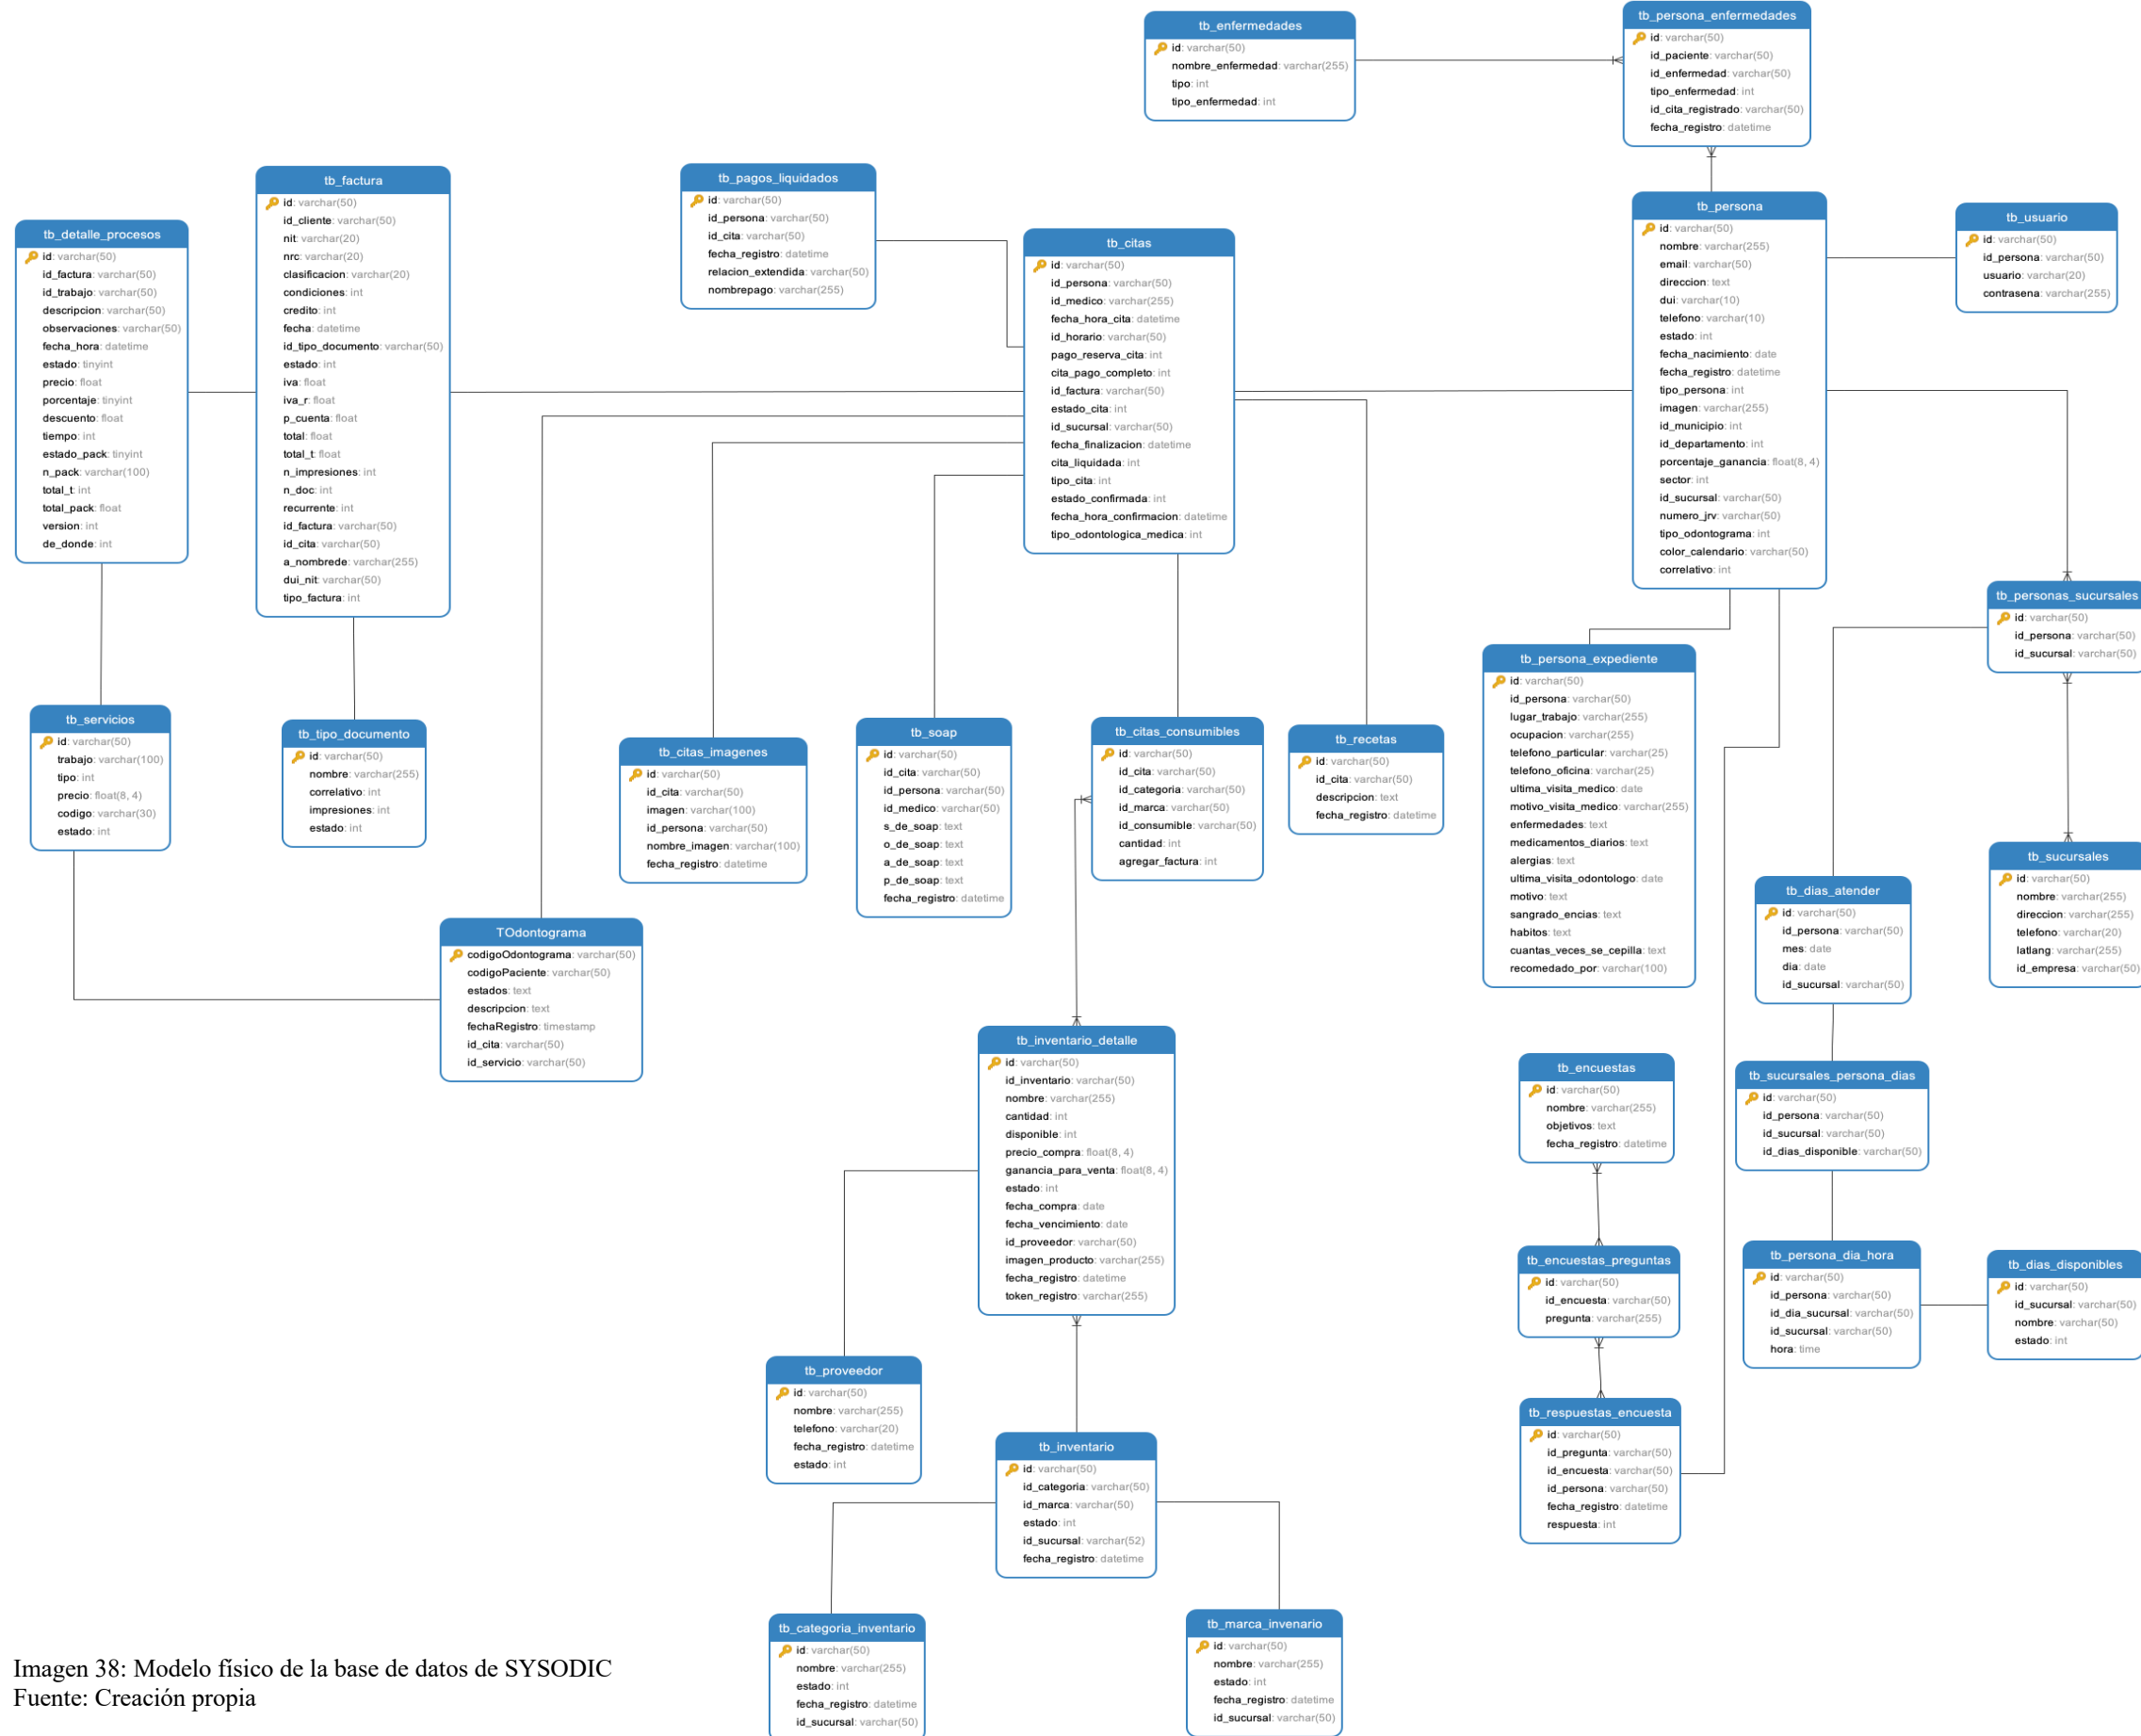 tb_enfermedades
id: varchar(50)
nombre_enfermedad: varchar(255)
tipo: int
tipo_enfermedad: int
tb_persona_enfermedades
id: varchar(50)
id_paciente: varchar(50)
id_enfermedad: varchar(50)
tipo_enfermedad: int
id_cita_registrado: varchar(50)
fecha_registro: datetime
tb_detalle_procesos
id: varchar(50)
id_factura: varchar(50)
id_trabajo: varchar(50)
descripcion: varchar(50)
observaciones: varchar(50)
fecha_hora: datetime
estado: tinyint
precio: float
porcentaje: tinyint
descuento: float
tiempo: int
estado_pack: tinyint
n_pack: varchar(100)
total_t: int
total_pack: float
version: int
de_donde: int
tb_factura
id: varchar(50)
id_cliente: varchar(50)
nit: varchar(20)
nrc: varchar(20)
clasificacion: varchar(20)
condiciones: int
credito: int
fecha: datetime
id_tipo_documento: varchar(50)
estado: int
iva: float
iva_r: float
p_cuenta: float
total: float
total_t: float
n_impresiones: int
n_doc: int
recurrente: int
id_factura: varchar(50)
id_cita: varchar(50)
a_nombrede: varchar(255)
dui_nit: varchar(50)
tipo_factura: int
tb_pagos_liquidados
id: varchar(50)
id_persona: varchar(50)
id_cita: varchar(50)
fecha_registro: datetime
relacion_extendida: varchar(50)
nombrepago: varchar(255)
tb_citas
id: varchar(50)
id_persona: varchar(50)
id_medico: varchar(255)
fecha_hora_cita: datetime
id_horario: varchar(50)
pago_reserva_cita: int
cita_pago_completo: int
id_factura: varchar(50)
estado_cita: int
id_sucursal: varchar(50)
fecha_finalizacion: datetime
cita_liquidada: int
tipo_cita: int
estado_confirmada: int
fecha_hora_confirmacion: datetime
tipo_odontologica_medica: int
tb_persona
id: varchar(50)
nombre: varchar(255)
email: varchar(50)
direccion: text
dui: varchar(10)
telefono: varchar(10)
estado: int
fecha_nacimiento: date
fecha_registro: datetime
tipo_persona: int
imagen: varchar(255)
id_municipio: int
id_departamento: int
porcentaje_ganancia: float(8, 4)
sector: int
id_sucursal: varchar(50)
numero_jrv: varchar(50)
tipo_odontograma: int
color_calendario: varchar(50)
correlativo: int
tb_usuario
id: varchar(50)
id_persona: varchar(50)
usuario: varchar(20)
contrasena: varchar(255)
tb_personas_sucursales
id: varchar(50)
id_persona: varchar(50)
id_sucursal: varchar(50)
tb_servicios
id: varchar(50)
trabajo: varchar(100)
tipo: int
precio: float(8, 4)
codigo: varchar(30)
estado: int
tb_tipo_documento
id: varchar(50)
nombre: varchar(255)
correlativo: int
impresiones: int
estado: int
tb_citas_imagenes
id: varchar(50)
id_cita: varchar(50)
imagen: varchar(100)
id_persona: varchar(50)
nombre_imagen: varchar(100)
fecha_registro: datetime
tb_soap
id: varchar(50)
id_cita: varchar(50)
id_persona: varchar(50)
id_medico: varchar(50)
s_de_soap: text
o_de_soap: text
a_de_soap: text
p_de_soap: text
fecha_registro: datetime
tb_citas_consumibles
id: varchar(50)
id_cita: varchar(50)
id_categoria: varchar(50)
id_marca: varchar(50)
id_consumible: varchar(50)
cantidad: int
agregar_factura: int
tb_recetas
id: varchar(50)
id_cita: varchar(50)
descripcion: text
fecha_registro: datetime
tb_persona_expediente
id: varchar(50)
id_persona: varchar(50)
lugar_trabajo: varchar(255)
ocupacion: varchar(255)
telefono_particular: varchar(25)
telefono_oficina: varchar(25)
ultima_visita_medico: date
motivo_visita_medico: varchar(255)
enfermedades: text
medicamentos_diarios: text
alergias: text
ultima_visita_odontologo: date
motivo: text
sangrado_encias: text
habitos: text
cuantas_veces_se_cepilla: text
recomedado_por: varchar(100)
tb_sucursales
id: varchar(50)
nombre: varchar(255)
direccion: varchar(255)
telefono: varchar(20)
latlang: varchar(255)
id_empresa: varchar(50)
tb_dias_atender
id: varchar(50)
id_persona: varchar(50)
mes: date
dia: date
id_sucursal: varchar(50)
TOdontograma
codigoOdontograma: varchar(50)
codigoPaciente: varchar(50)
estados: text
descripcion: text
fechaRegistro: timestamp
id_cita: varchar(50)
id_servicio: varchar(50)
tb_inventario_detalle
id: varchar(50)
id_inventario: varchar(50)
nombre: varchar(255)
cantidad: int
disponible: int
precio_compra: float(8, 4)
ganancia_para_venta: float(8, 4)
estado: int
fecha_compra: date
fecha_vencimiento: date
id_proveedor: varchar(50)
imagen_producto: varchar(255)
fecha_registro: datetime
token_registro: varchar(255)
tb_encuestas
id: varchar(50)
nombre: varchar(255)
objetivos: text
fecha_registro: datetime
tb_sucursales_persona_dias
id: varchar(50)
id_persona: varchar(50)
id_sucursal: varchar(50)
id_dias_disponible: varchar(50)
tb_encuestas_preguntas
id: varchar(50)
id_encuesta: varchar(50)
pregunta: varchar(255)
tb_persona_dia_hora
id: varchar(50)
id_persona: varchar(50)
id_dia_sucursal: varchar(50)
id_sucursal: varchar(50)
hora: time
tb_dias_disponibles
id: varchar(50)
id_sucursal: varchar(50)
nombre: varchar(50)
estado: int
tb_proveedor
id: varchar(50)
nombre: varchar(255)
telefono: varchar(20)
fecha_registro: datetime
estado: int
tb_respuestas_encuesta
id: varchar(50)
id_pregunta: varchar(50)
id_encuesta: varchar(50)
id_persona: varchar(50)
fecha_registro: datetime
respuesta: int
tb_inventario
id: varchar(50)
id_categoria: varchar(50)
id_marca: varchar(50)
estado: int
id_sucursal: varchar(52)
fecha_registro: datetime
tb_categoria_inventario
id: varchar(50)
nombre: varchar(255)
estado: int
fecha_registro: datetime
id_sucursal: varchar(50)
tb_marca_invenario
id: varchar(50)
nombre: varchar(255)
estado: int
fecha_registro: datetime
id_sucursal: varchar(50)
Imagen 38: Modelo físico de la base de datos de SYSODIC
Fuente: Creación propia